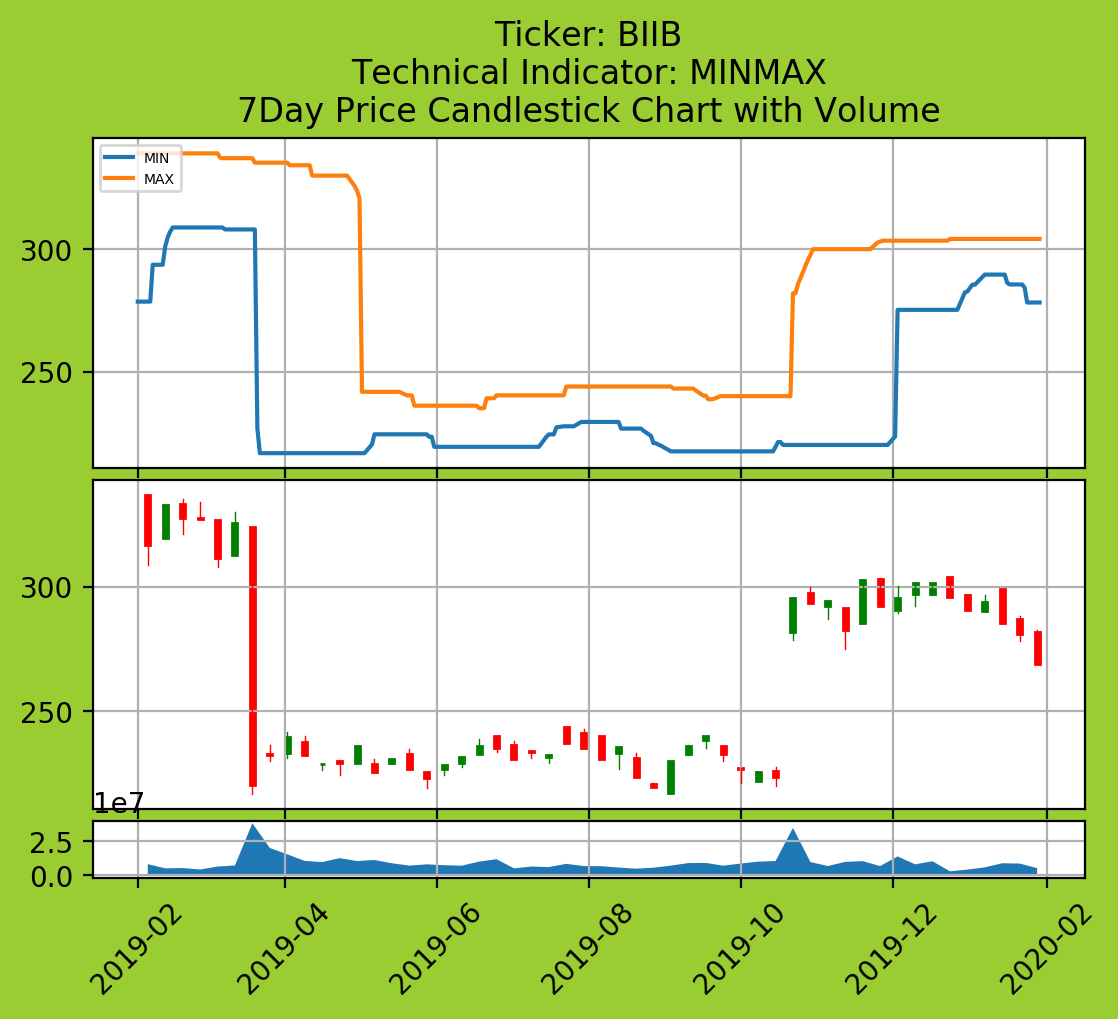 Ticker: BIIB
Technical Indicator: MINMAX
7Day Price Candlestick Chart with Volume
MIN
MAX
300
250
300
250
1e7
2.5
0.0
2019-02
2019-04
2019-06
2019-08
2019-10
2019-12
2020-02